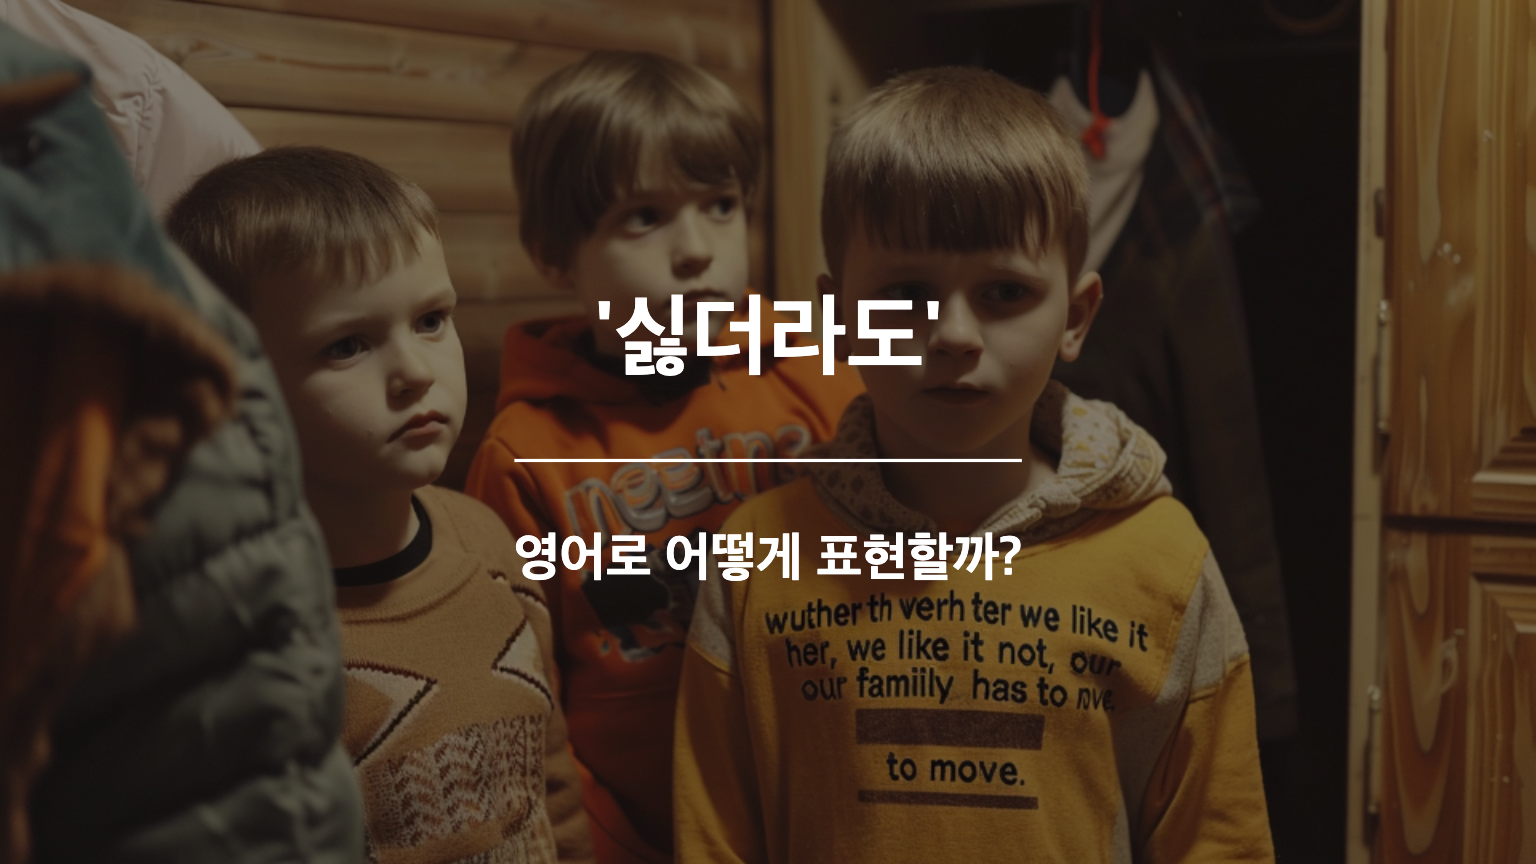 '싫더라도'
영어로 어떻게 표현할까?
neetme
wuther th verh ter we like it
her, we like it not, our
our famiily has to nve.
to move.